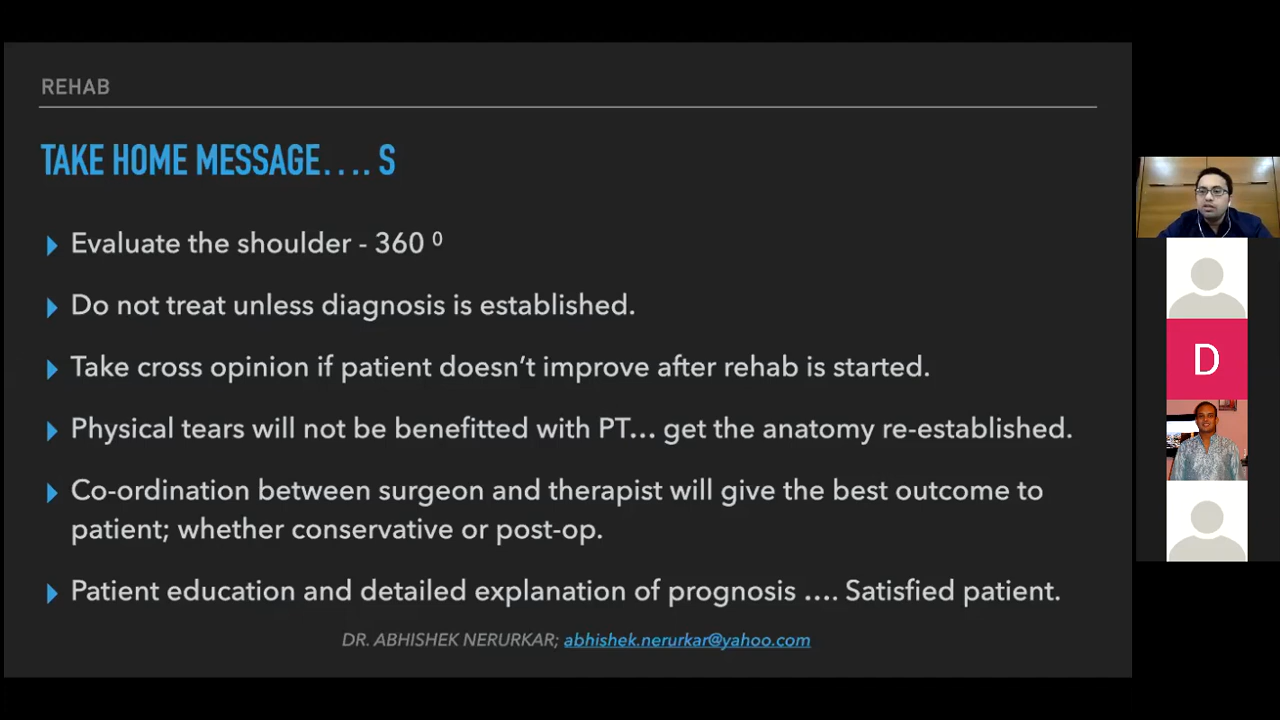 REHAB
TAKE HOME MESSAGE.... S
Evaluate the shoulder - 360 ⁰
Do not treat unless diagnosis is established.
Take cross opinion if patient doesn’t improve after rehab is started.
Physical tears will not be benefitted with PT… get the anatomy re-established.
Co-ordination between surgeon and therapist will give the best outcome to
patient; whether conservative or post-op.
Patient education and detailed explanation of prognosis …. Satisfied patient.
DR. ABHISHEK NERURKAR; abhishek.nerurkar@yahoo.com
D